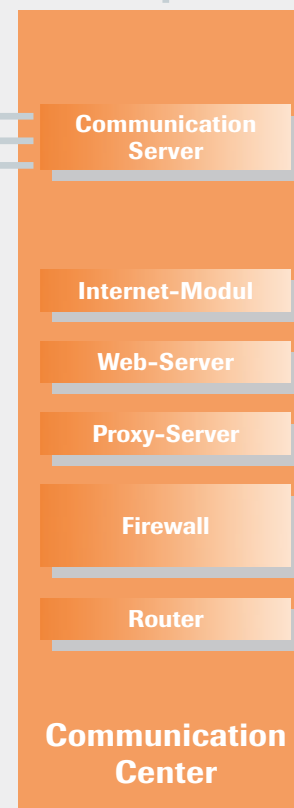 Communication
Server
Internet-Modul
Web-Server
Proxy-Server
Firewall
Router
Communication
Center